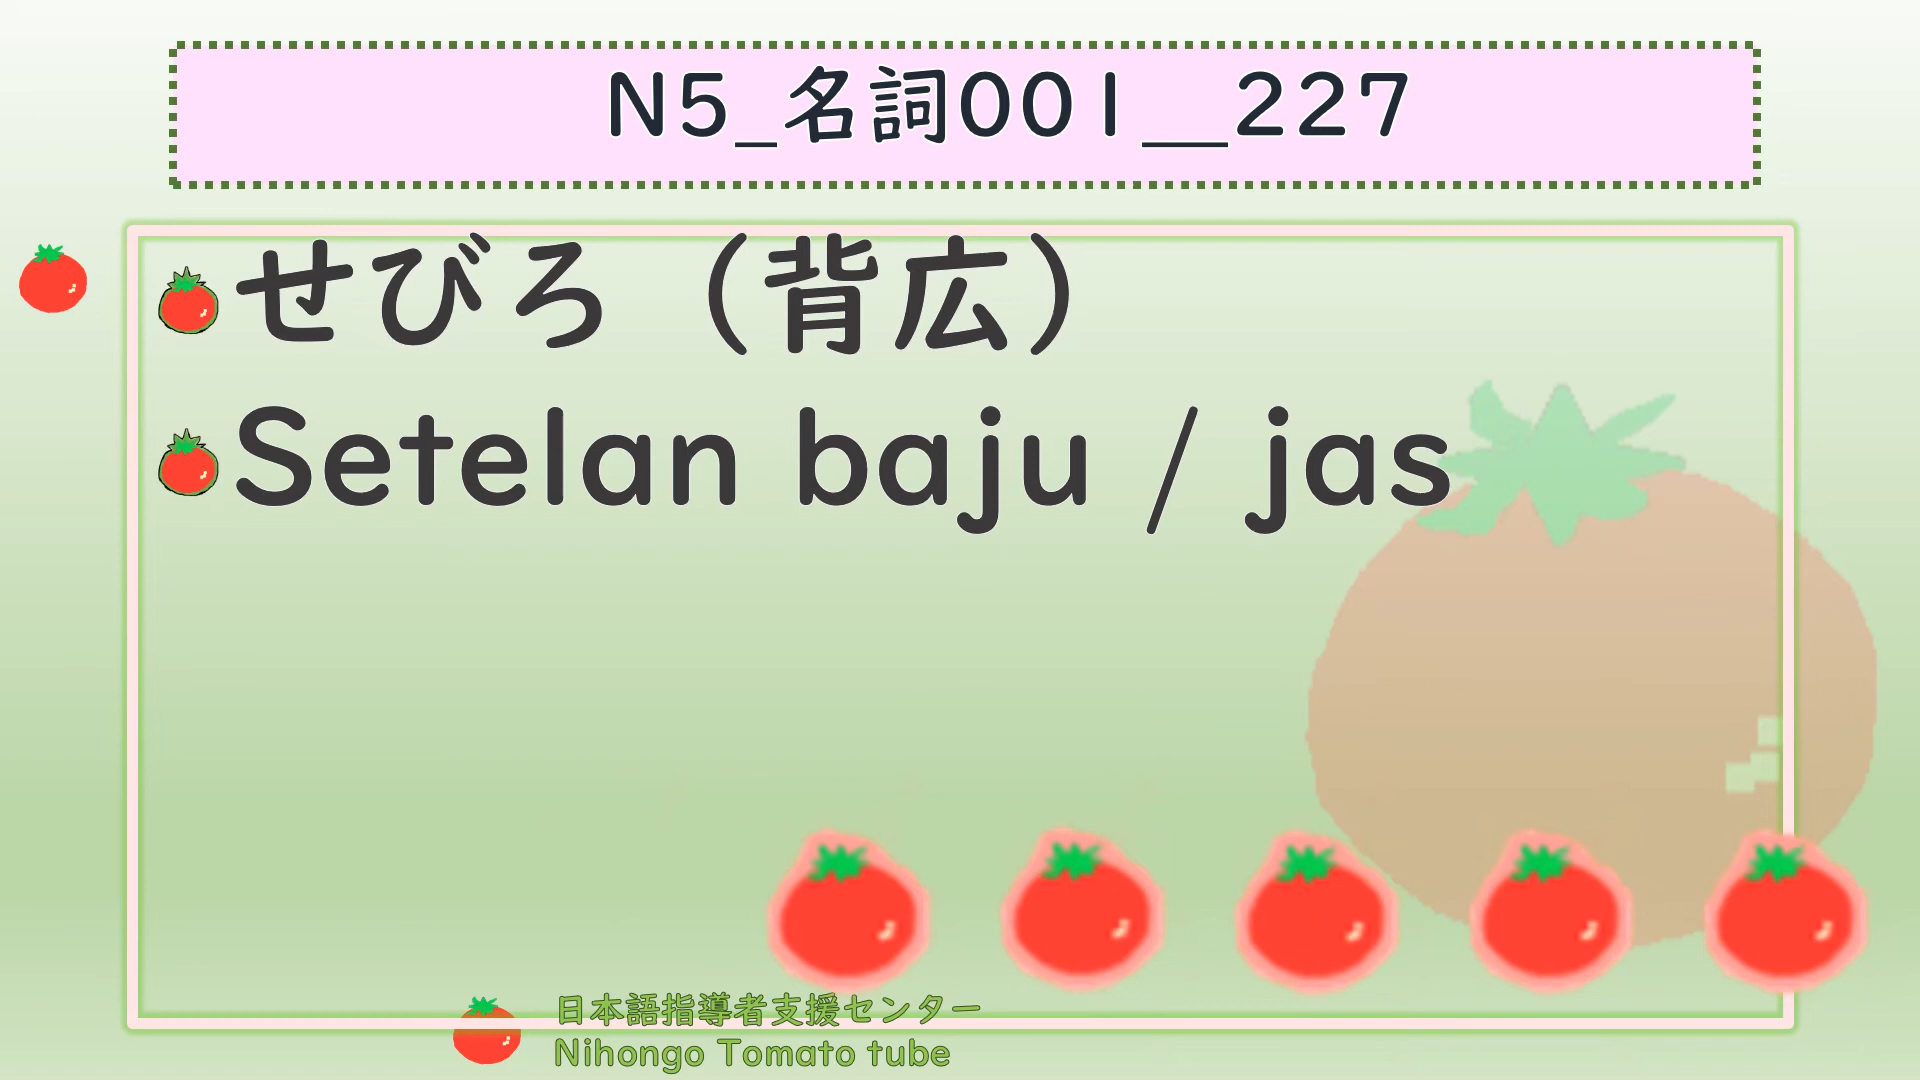 N5_名詞001__227
せびろ（背広）
Setelan baju / jas
日本語指導者支援センター
Nihongo Tomato tube